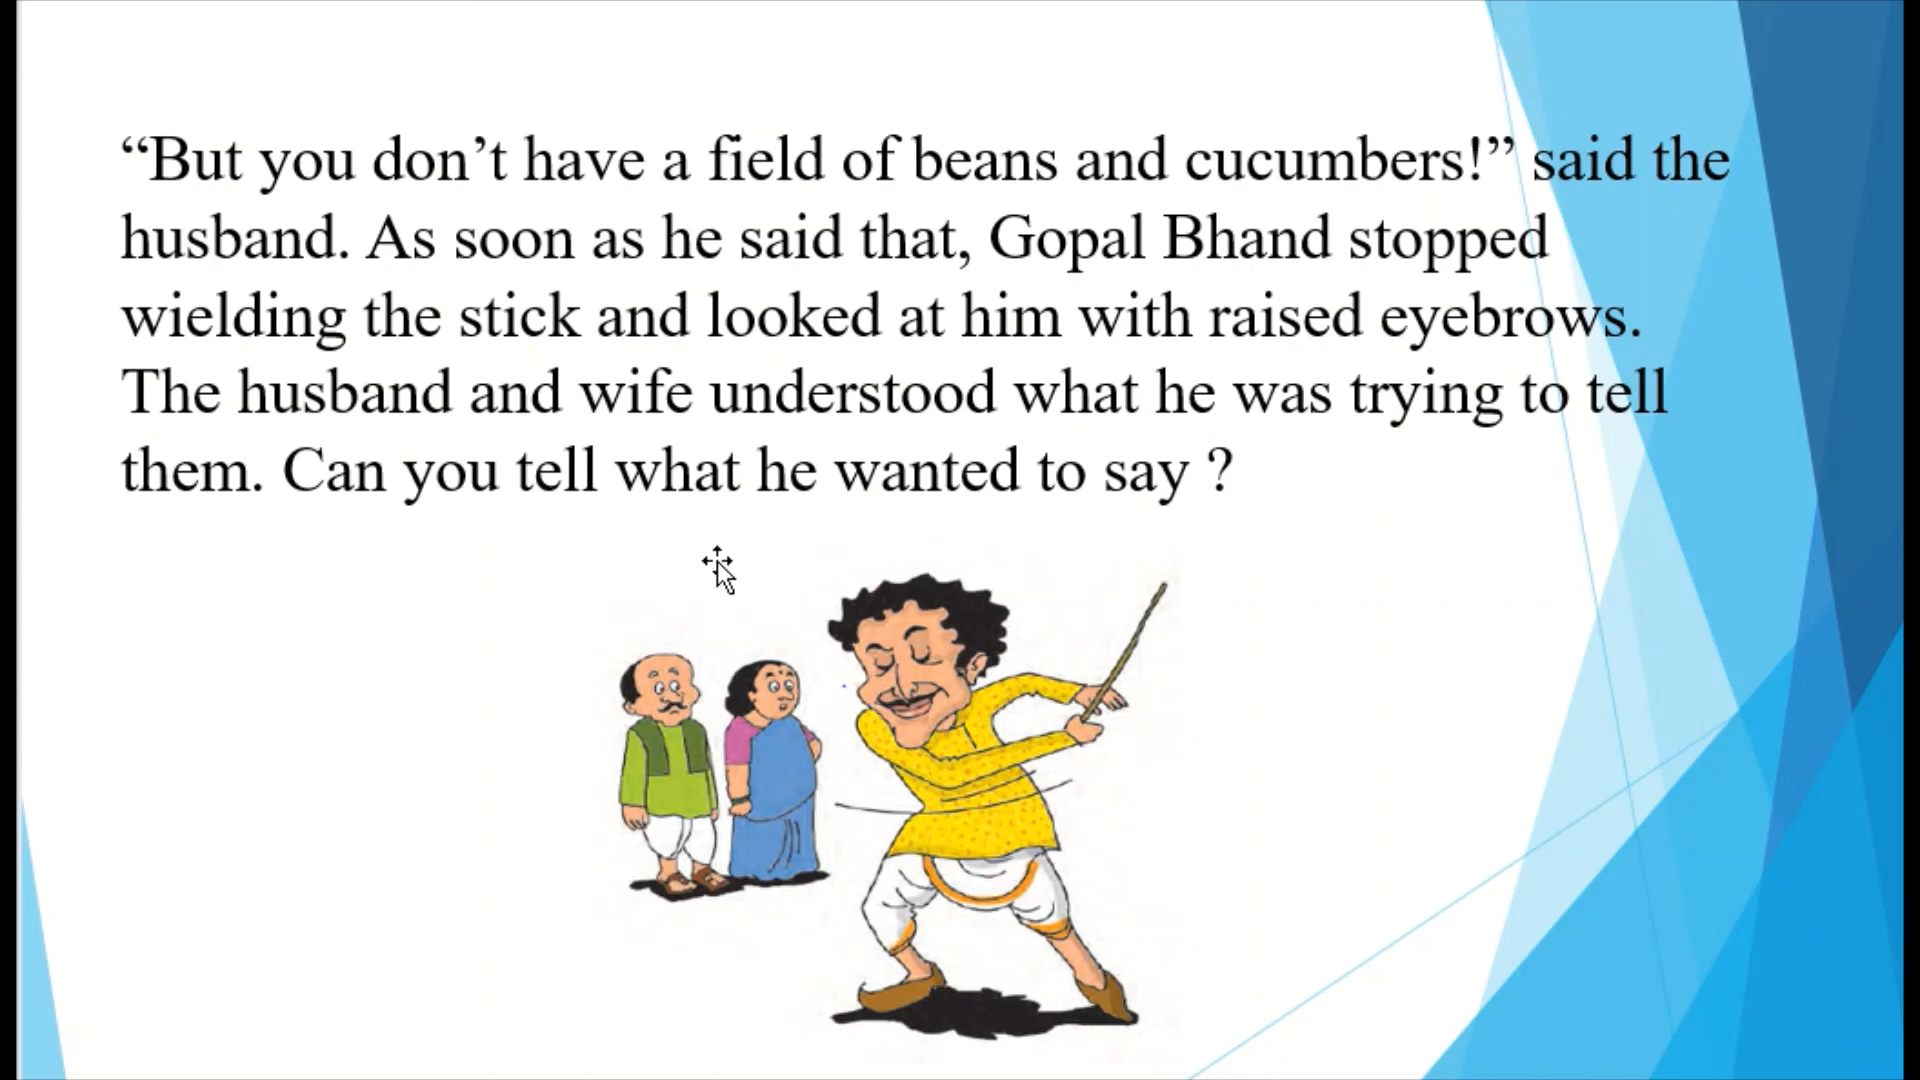 “But you don’t have a field of beans and cucumbers!” said the
husband. As soon as he said that, Gopal Bhand stopped
wielding the stick and looked at him with raised eyebrows.
The husband and wife understood what he was trying to tell
them. Can you tell what he wanted to say ?